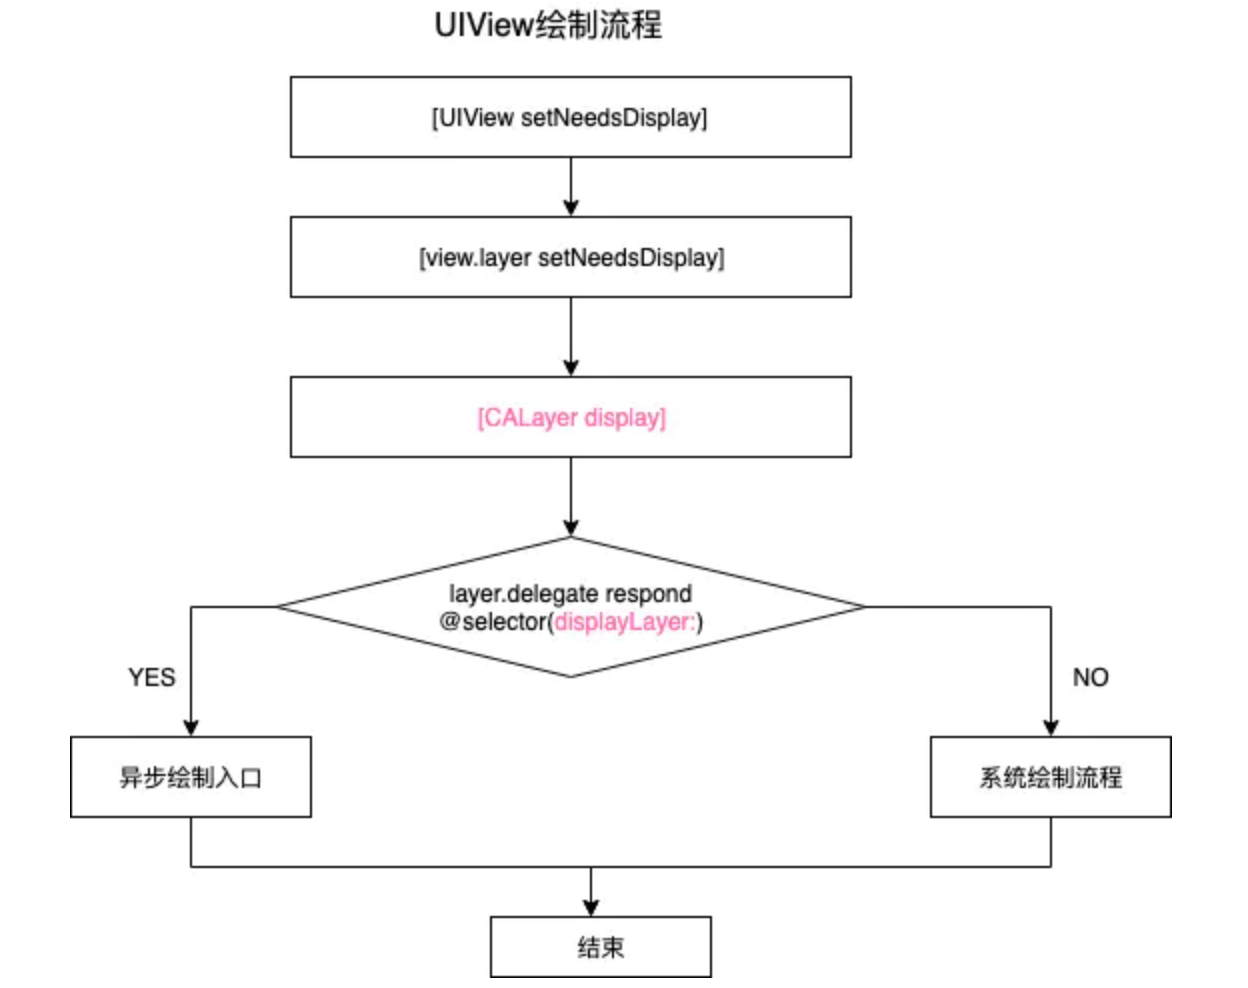 UIView绘制流程
[UIView setNeedsDisplay]
[view.layer setNeedsDisplay]
[CALayer display]
layer.delegate respond
@selector(displayLayer:)
YES
NO
异步绘制入口
系统绘制流程
结束